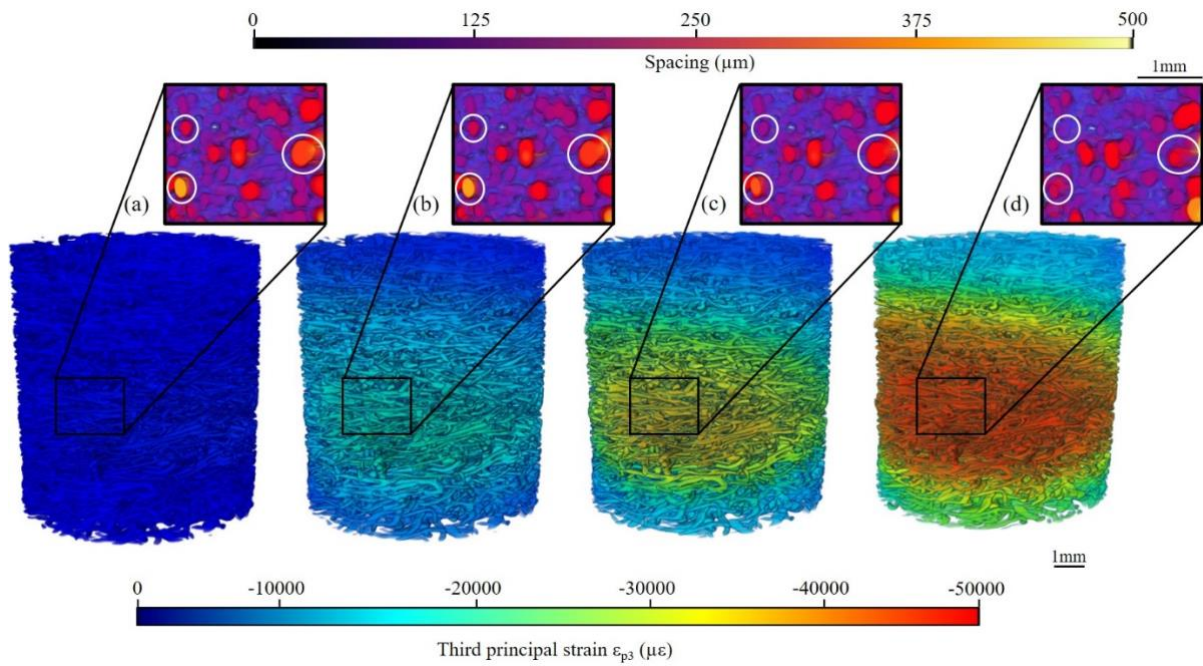 0 125 250 375 500
Spacing (µm)
1mm
(a) (b) (c) (d)
1mm
0 -10000 -20000 -30000 -40000 -50000
Third principal strain εp3 (µε)